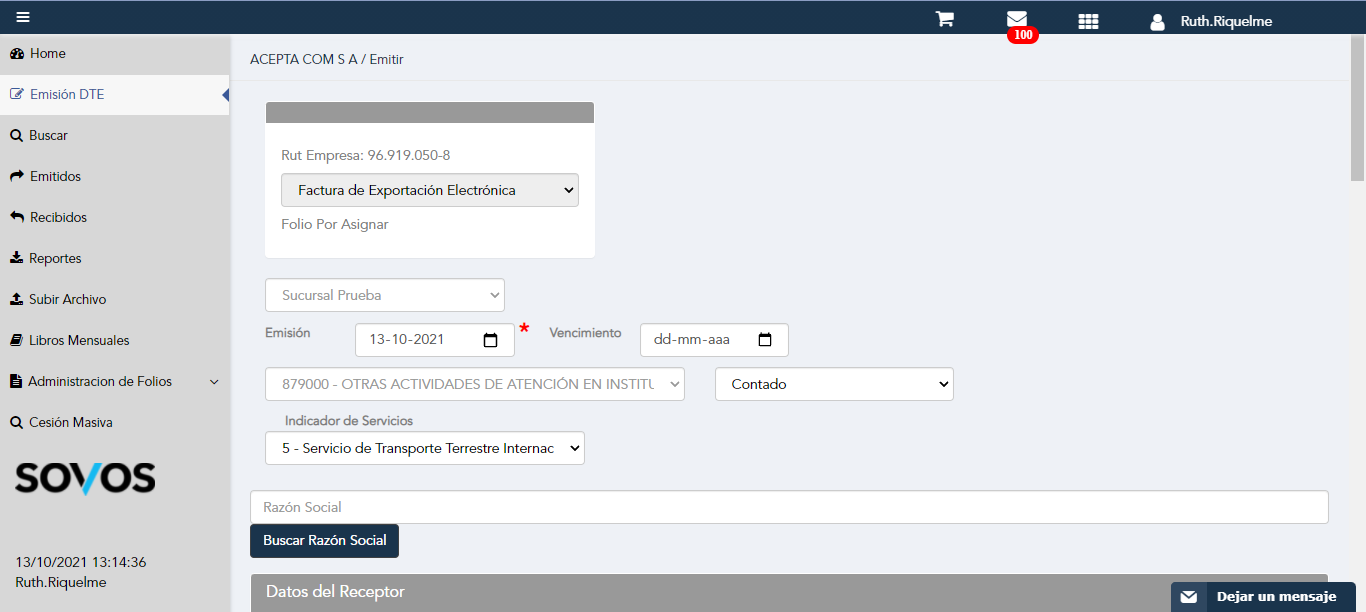 Ruth.Riquelme
100
Home
ACEPTA COM S A / Emitir
Emisión DTE
Buscar
Emitidos
Recibidos
Reportes
Subir Archivo
Libros Mensuales
Administracion de Folios
Cesión Masiva
SOVOS
13/10/2021 13:14:36
Ruth.Riquelme
Rut Empresa: 96.919.050-8
Factura de Exportación Electrónica
Folio Por Asignar
Sucursal Prueba
Emisión 13-10-2021 * Vencimiento dd-mm-aaa
879000 - OTRAS ACTIVIDADES DE ATENCIÓN EN INSTITU Contado
Indicador de Servicios
5 - Servicio de Transporte Terrestre Internac
Razón Social
Buscar Razón Social
Datos del Receptor
Dejar un mensaje